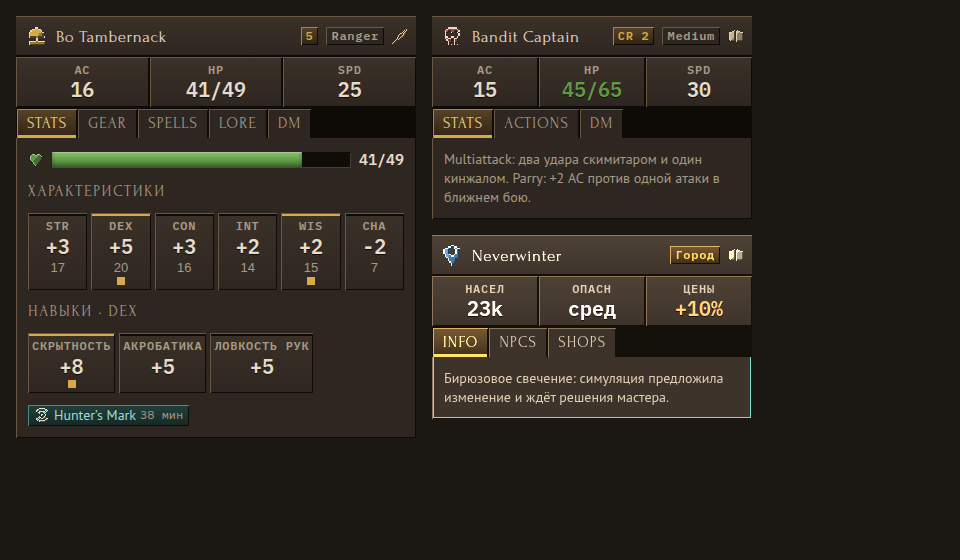 Bo Tambernack 5 Ranger
AC HP SPD
16 41/49 25
STATS GEAR SPELLS LORE DM
41/49
ХАРАКТЕРИСТИКИ
STR DEX CON INT WIS CHA
+3 +5 +3 +2 +2 -2
17 20 16 14 15 7
НАВЫКИ · DEX
СКРЫТНОСТЬ АКРОБАТИКА ЛОВКОСТЬ РУК
+8 +5 +5
Hunter's Mark 38 мин
Bandit Captain CR 2 Medium
AC HP SPD
15 45/65 30
STATS ACTIONS DM
Multiattack: два удара скимитаром и один
кинжалом. Parry: +2 AC против одной атаки в
ближнем бою.
Neverwinter Город
НАСЕЛ ОПАСН ЦЕНЫ
23k сред +10%
INFO NPCS SHOPS
Бирюзовое свечение: симуляция предложила
изменение и ждёт решения мастера.